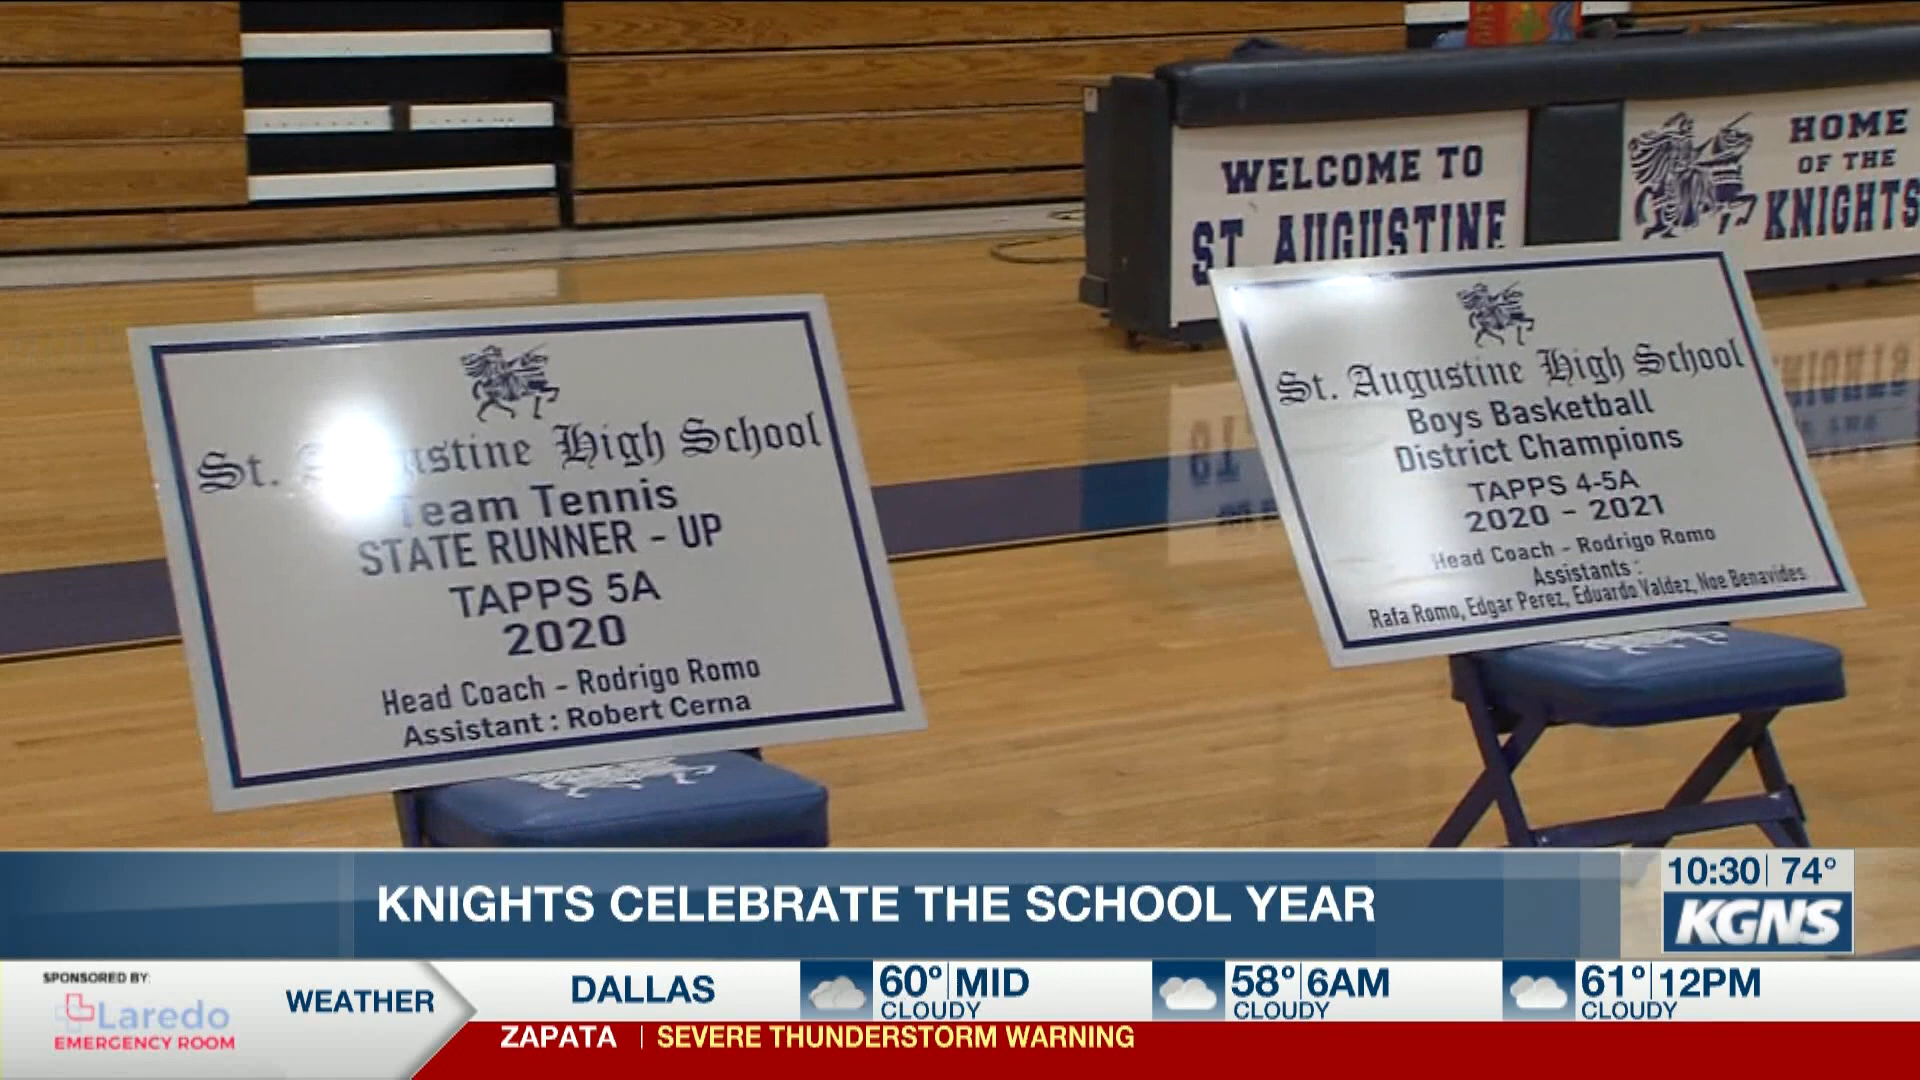 WELCOME TO
ST. AUGUSTINE
HOME
OF THE
KNIGHTS
St. Augustine High School
Team Tennis
STATE RUNNER - UP
TAPPS 5A
2020
Head Coach - Rodrigo Romo
Assistant : Robert Cerna
St. Augustine High School
Boys Basketball
District Champions
TAPPS 4-5A
2020 - 2021
Head Coach - Rodrigo Romo
Assistants :
Rafa Romo, Edgar Perez, Eduardo Valdez, Noe Benavides
KNIGHTS CELEBRATE THE SCHOOL YEAR
10:30 74°
KGNS
SPONSORED BY:
Laredo
EMERGENCY ROOM
WEATHER
DALLAS
60° MID
CLOUDY
58° 6AM
CLOUDY
61° 12PM
CLOUDY
ZAPATA | SEVERE THUNDERSTORM WARNING